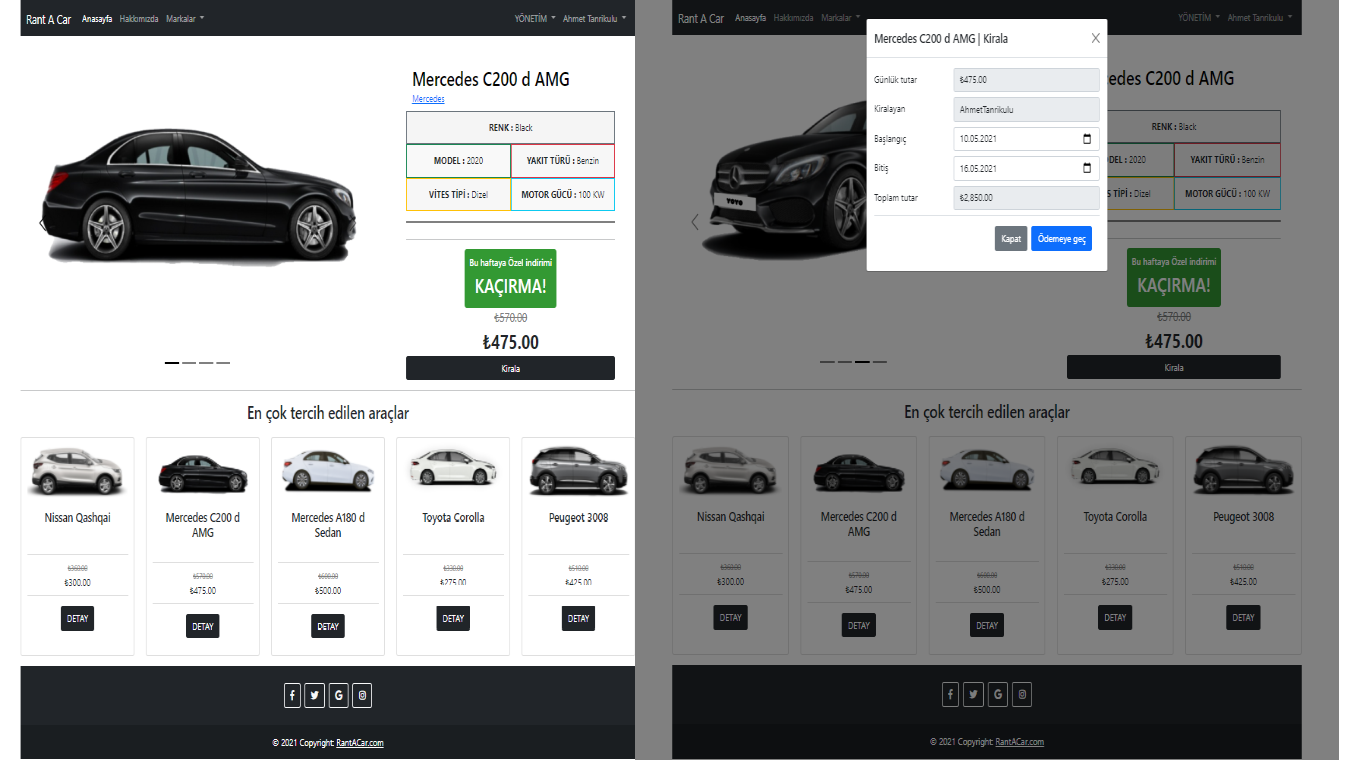 Rant A Car Anasayfa Hakkımızda Markalar YÖNETİM Ahmet Tanrikulu
Mercedes C200 d AMG
Mercedes
RENK : Black
MODEL : 2020 YAKIT TÜRÜ : Benzin
VİTES TİPİ : Dizel MOTOR GÜCÜ : 100 KW
Bu haftaya Özel indirimi
KAÇIRMA!
₺570.00
₺475.00
Kirala
En çok tercih edilen araçlar
Nissan Qashqai Mercedes C200 d AMG Mercedes A180 d Sedan Toyota Corolla Peugeot 3008
₺360.00 ₺570.00 ₺600.00 ₺330.00 ₺510.00
₺300.00 ₺475.00 ₺500.00 ₺275.00 ₺425.00
DETAY DETAY DETAY DETAY DETAY
© 2021 Copyright: RantACar.com
Rant A Car Anasayfa Hakkımızda Markalar YÖNETİM Ahmet Tanrikulu
Mercedes C200 d AMG | Kirala X
Günlük tutar ₺475.00
Kiralayan AhmetTanrikulu
Başlangıç 10.05.2021
Bitiş 16.05.2021
Toplam tutar ₺2,850.00
Kapat Ödemeye geç
cedes C200 d AMG
RENK : Black
DEL : 2020 YAKIT TÜRÜ : Benzin
S TİPİ : Dizel MOTOR GÜCÜ : 100 KW
TOYO
Bu haftaya Özel indirimi
KAÇIRMA!
₺570.00
₺475.00
Kirala
En çok tercih edilen araçlar
Nissan Qashqai Mercedes C200 d AMG Mercedes A180 d Sedan Toyota Corolla Peugeot 3008
₺360.00 ₺570.00 ₺600.00 ₺330.00 ₺510.00
₺300.00 ₺475.00 ₺500.00 ₺275.00 ₺425.00
DETAY DETAY DETAY DETAY DETAY
© 2021 Copyright: RantACar.com